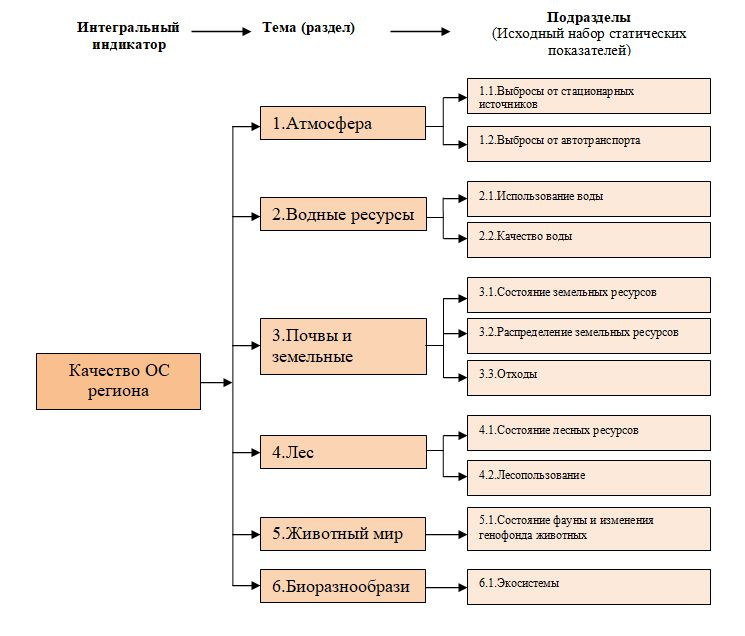 Интегральный
индикатор
Тема (раздел)
Подразделы
(Исходный набор статических
показателей)
Качество ОС
региона
1.Атмосфера
1.1.Выбросы от стационарных
источников
1.2.Выбросы от автотранспорта
2.Водные ресурсы
2.1.Использование воды
2.2.Качество воды
3.Почвы и
земельные
3.1.Состояние земельных ресурсов
3.2.Распределение земельных ресурсов
3.3.Отходы
4.Лес
4.1.Состояние лесных ресурсов
4.2.Лесопользование
5.Животный мир
5.1.Состояние фауны и изменения
генофонда животных
6.Биоразнообрази
6.1.Экосистемы